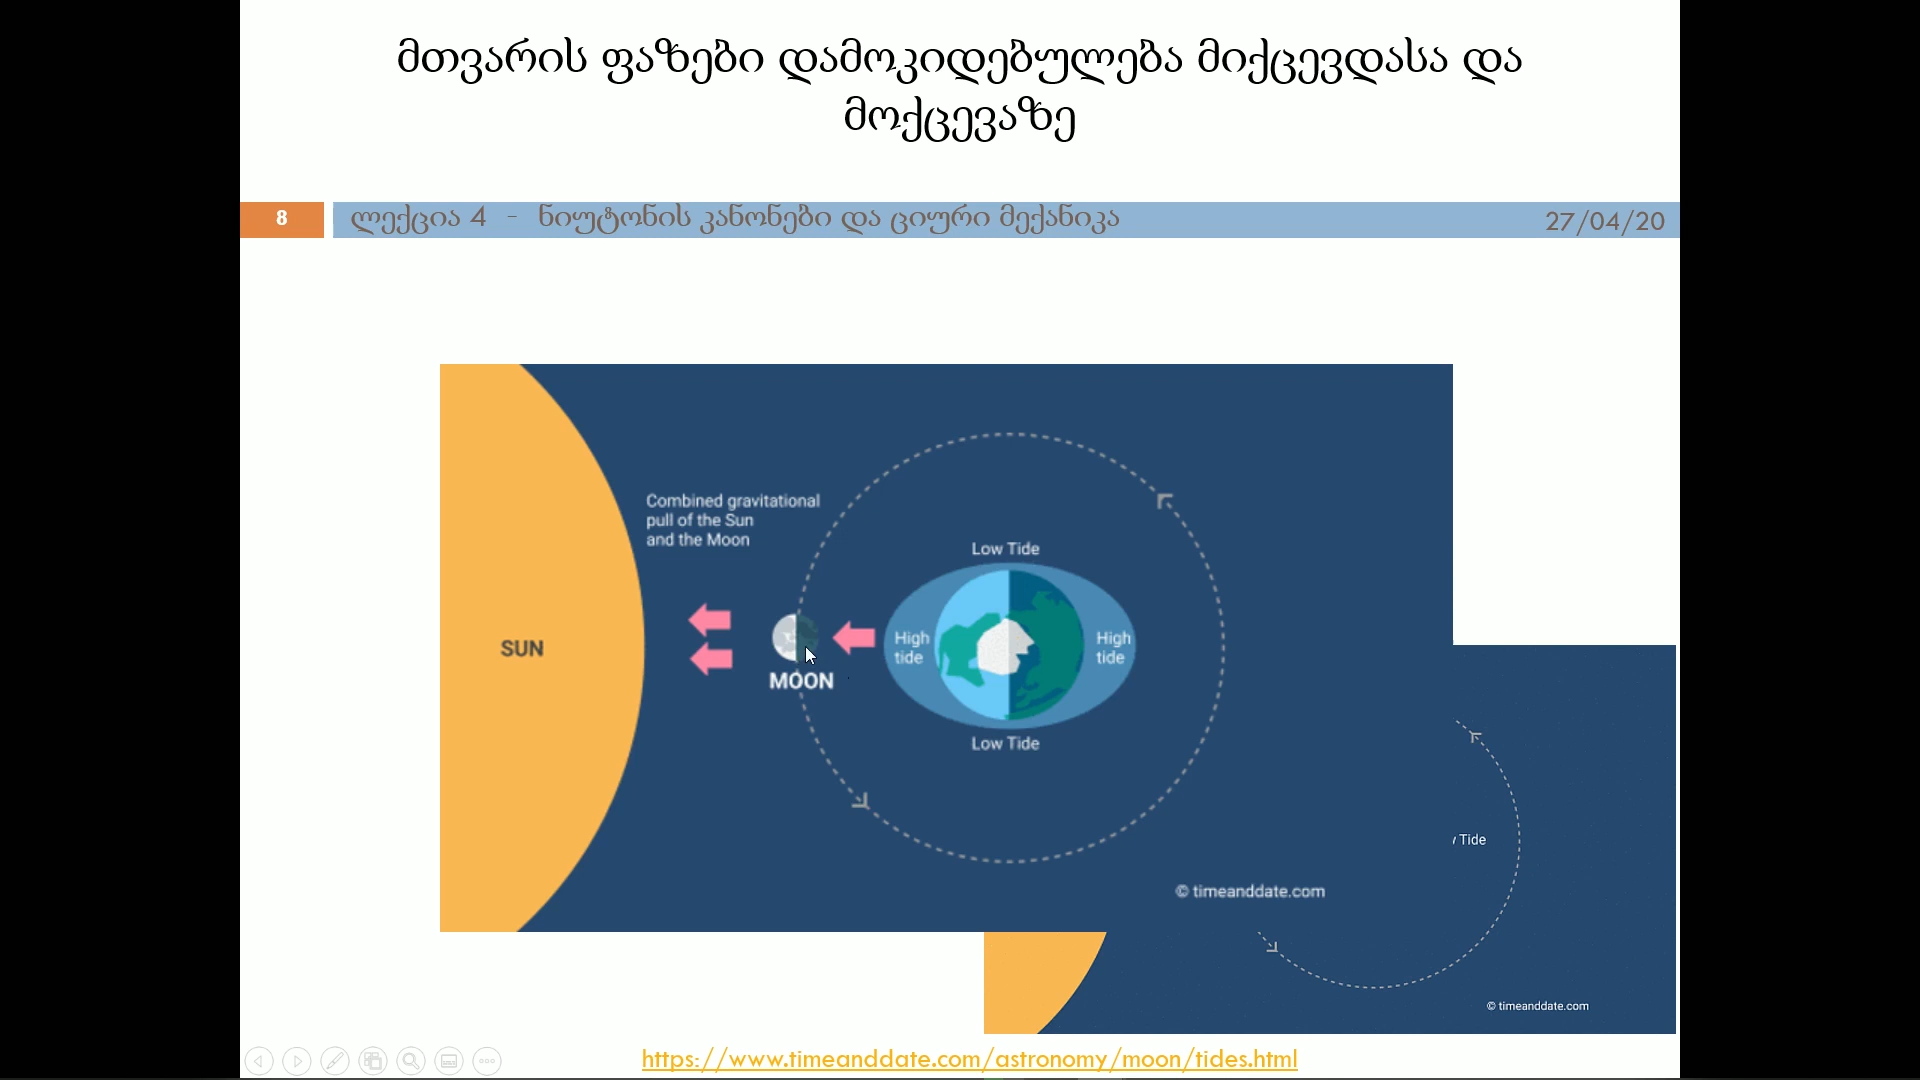 მთვარის ფაზები დამოკიდებულება მიქცევდასა და
მოქცევაზე
8
ლექცია 4 - ნიუტონის კანონები და ციური მექანიკა
27/04/20
Combined gravitational
pull of the Sun
and the Moon
Low Tide
SUN
MOON
High
tide
High
tide
Low Tide
© timeanddate.com
Tide
© timeanddate.com
https://www.timeanddate.com/astronomy/moon/tides.html